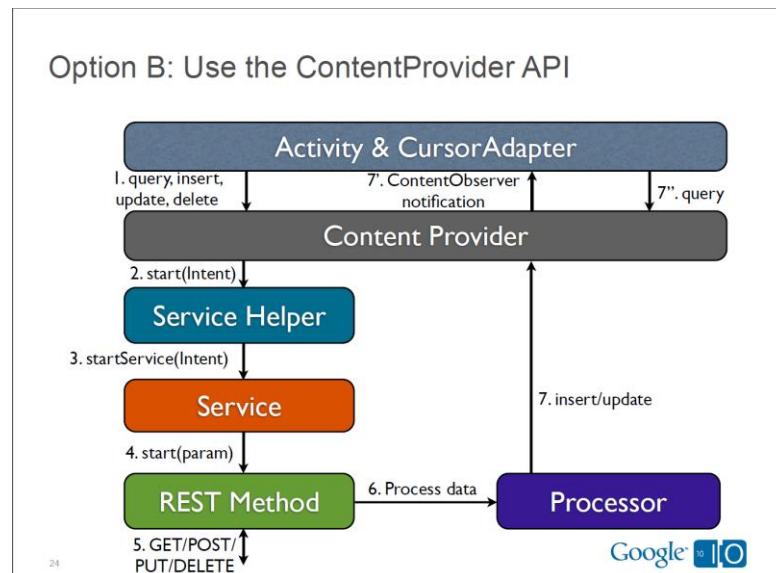 Option B: Use the ContentProvider API
Activity & CursorAdapter
1. query, insert,
update, delete
7'. ContentObserver
notification
7". query
Content Provider
2. start(Intent)
Service Helper
3. startService(Intent)
Service
7. insert/update
4. start(param)
REST Method
6. Process data
Processor
5. GET/POST/
PUT/DELETE
24
Google 10 IO